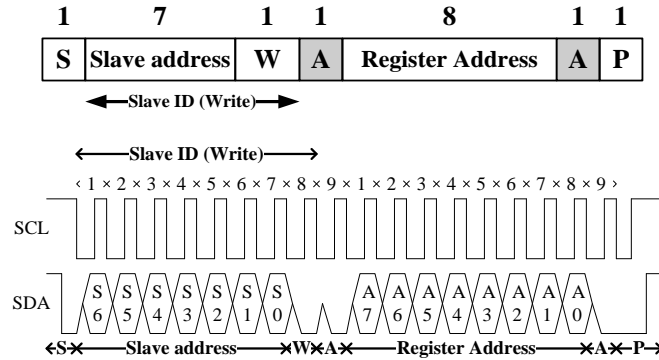 1 7 1 1 8 1 1
S Slave address W A Register Address A P
Slave ID (Write)
Slave ID (Write)
1 × 2 × 3 × 4 × 5 × 6 × 7 × 8 × 9 × 1 × 2 × 3 × 4 × 5 × 6 × 7 × 8 × 9
SCL
SDA
S S S S S S S A A A A A A A A
6 5 4 3 2 1 0 7 6 5 4 3 2 1 0
S Slave address W A Register Address A P